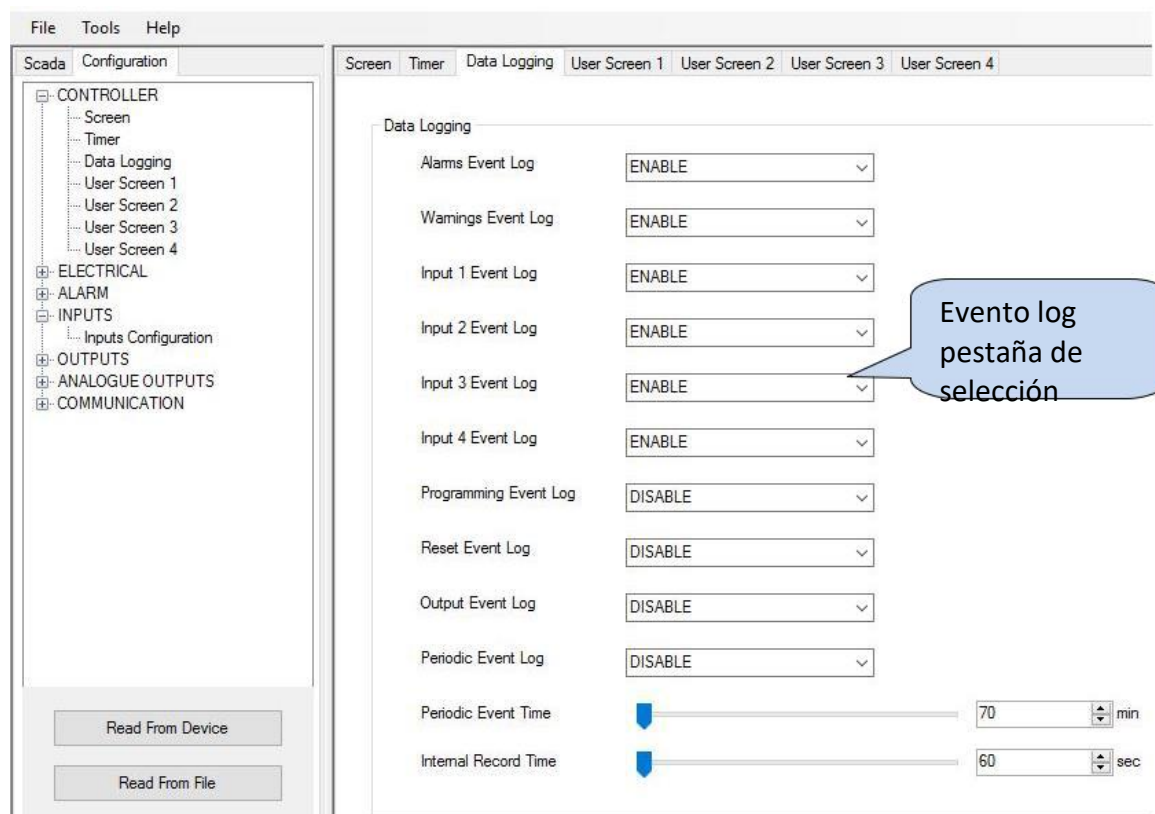 File Tools Help
Scada Configuration
CONTROLLER
Screen
Timer
Data Logging
User Screen 1
User Screen 2
User Screen 3
User Screen 4
ELECTRICAL
ALARM
INPUTS
Inputs Configuration
OUTPUTS
ANALOGUE OUTPUTS
COMMUNICATION
Read From Device
Read From File
Screen Timer Data Logging User Screen 1 User Screen 2 User Screen 3 User Screen 4
Data Logging
Alarms Event Log ENABLE
Warnings Event Log ENABLE
Input 1 Event Log ENABLE
Input 2 Event Log ENABLE
Input 3 Event Log ENABLE
Input 4 Event Log ENABLE
Programming Event Log DISABLE
Reset Event Log DISABLE
Output Event Log DISABLE
Periodic Event Log DISABLE
Periodic Event Time 70 min
Internal Record Time 60 sec
Evento log
pestaña de
selección